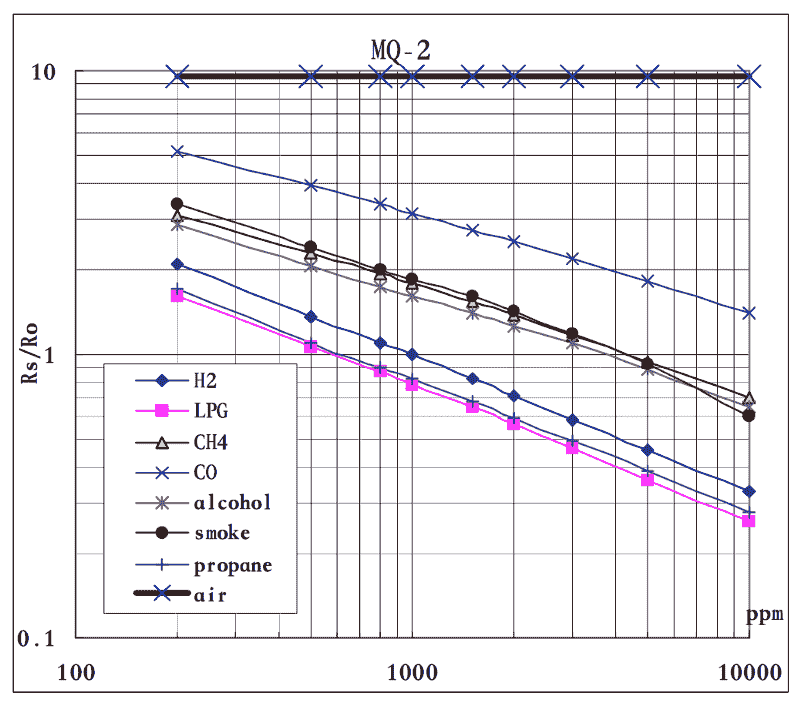 MQ-2
10
Rs/Ro
1
H2
LPG
CH4
CO
alcohol
smoke
propane
air
ppm
0.1
100
1000
10000